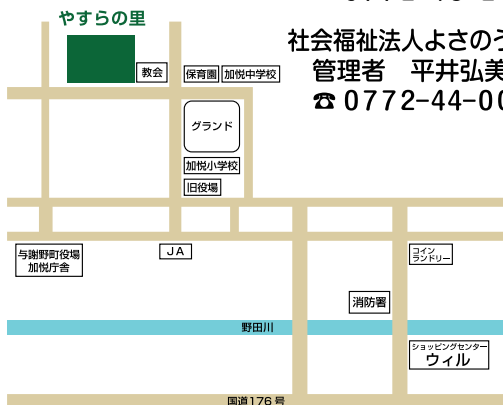 やすらの里
社会福祉法人よさのう
管理者 平井弘美
☎0772-44-00
教会
保育園
加悦中学校
グランド
加悦小学校
旧役場
与謝野町役場
加悦庁舎
JA
コイン
ランドリー
消防署
野田川
ショッピングセンター
ウィル
国道176号